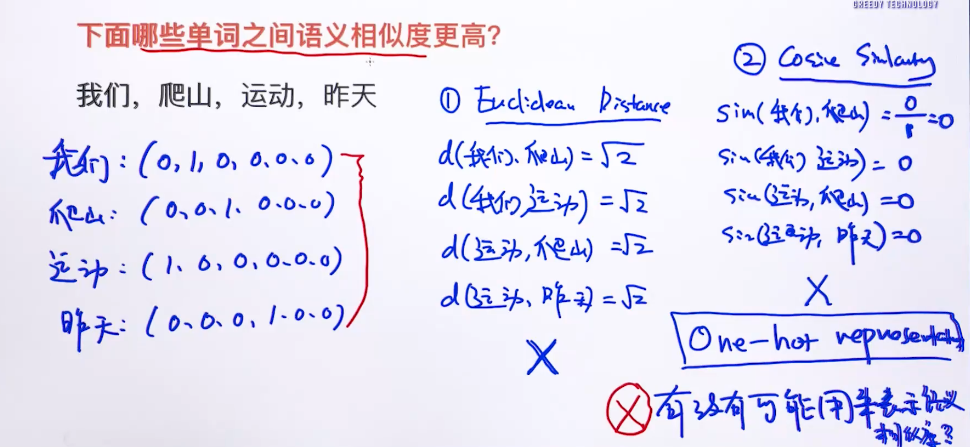 GREEDY TECHNOLOGY
下面哪些单词之间语义相似度更高?
我们，爬山，运动，昨天
我们: (0, 1, 0, 0, 0, 0)
爬山: (0, 0, 1, 0, 0, 0)
运动: (1, 0, 0, 0, 0, 0)
昨天: (0, 0, 0, 1, 0, 0)
① Euclidean Distance
d(我们, 爬山) = √2
d(我们, 运动) = √2
d(运动, 爬山) = √2
d(运动, 昨天) = √2
X
② Cosine Similarity
sim(我们, 爬山) = 0/1 = 0
sim(我们, 运动) = 0
sim(运动, 爬山) = 0
sim(运动, 昨天) = 0
X
One-hot representation
X 有没有可能用来表示语义
相似度?